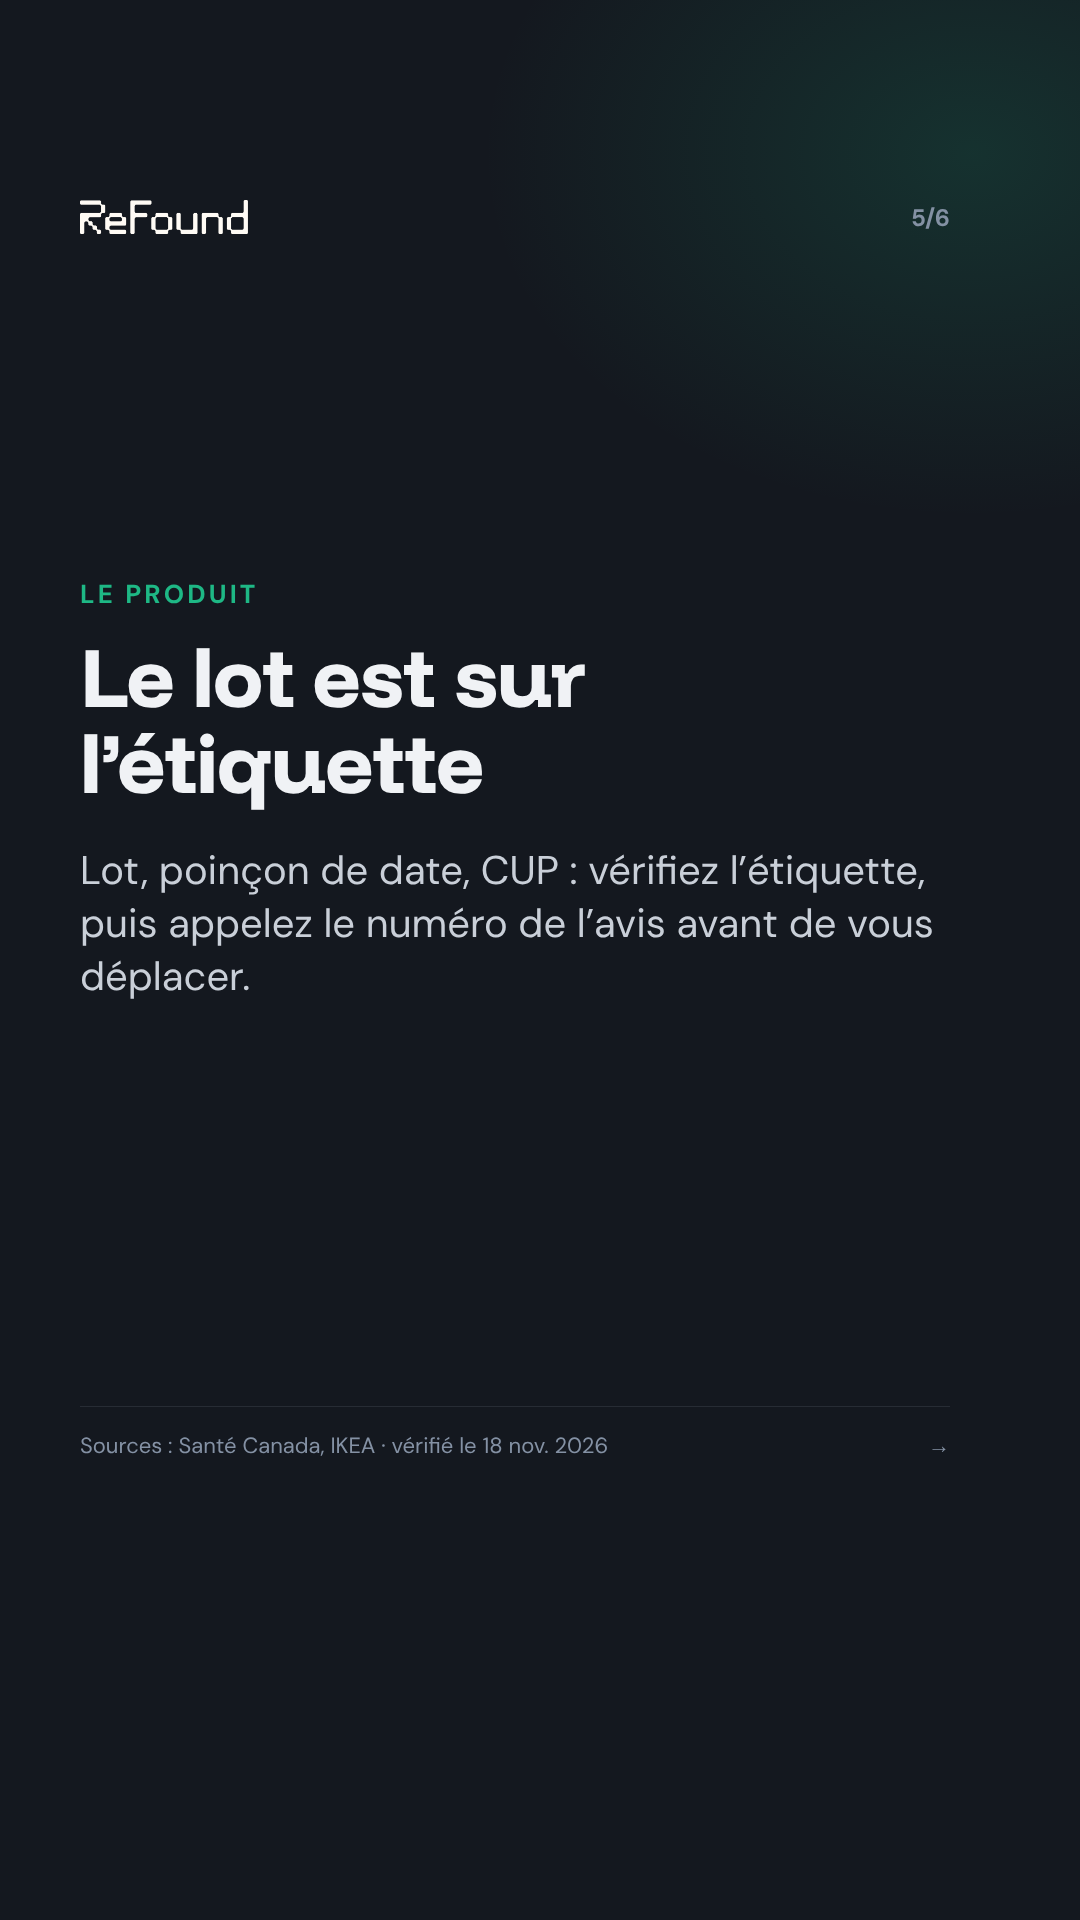 ReFound
5/6
LE PRODUIT
Le lot est sur
l’étiquette
Lot, poinçon de date, CUP : vérifiez l’étiquette,
puis appelez le numéro de l’avis avant de vous
déplacer.
Sources : Santé Canada, IKEA · vérifié le 18 nov. 2026
→